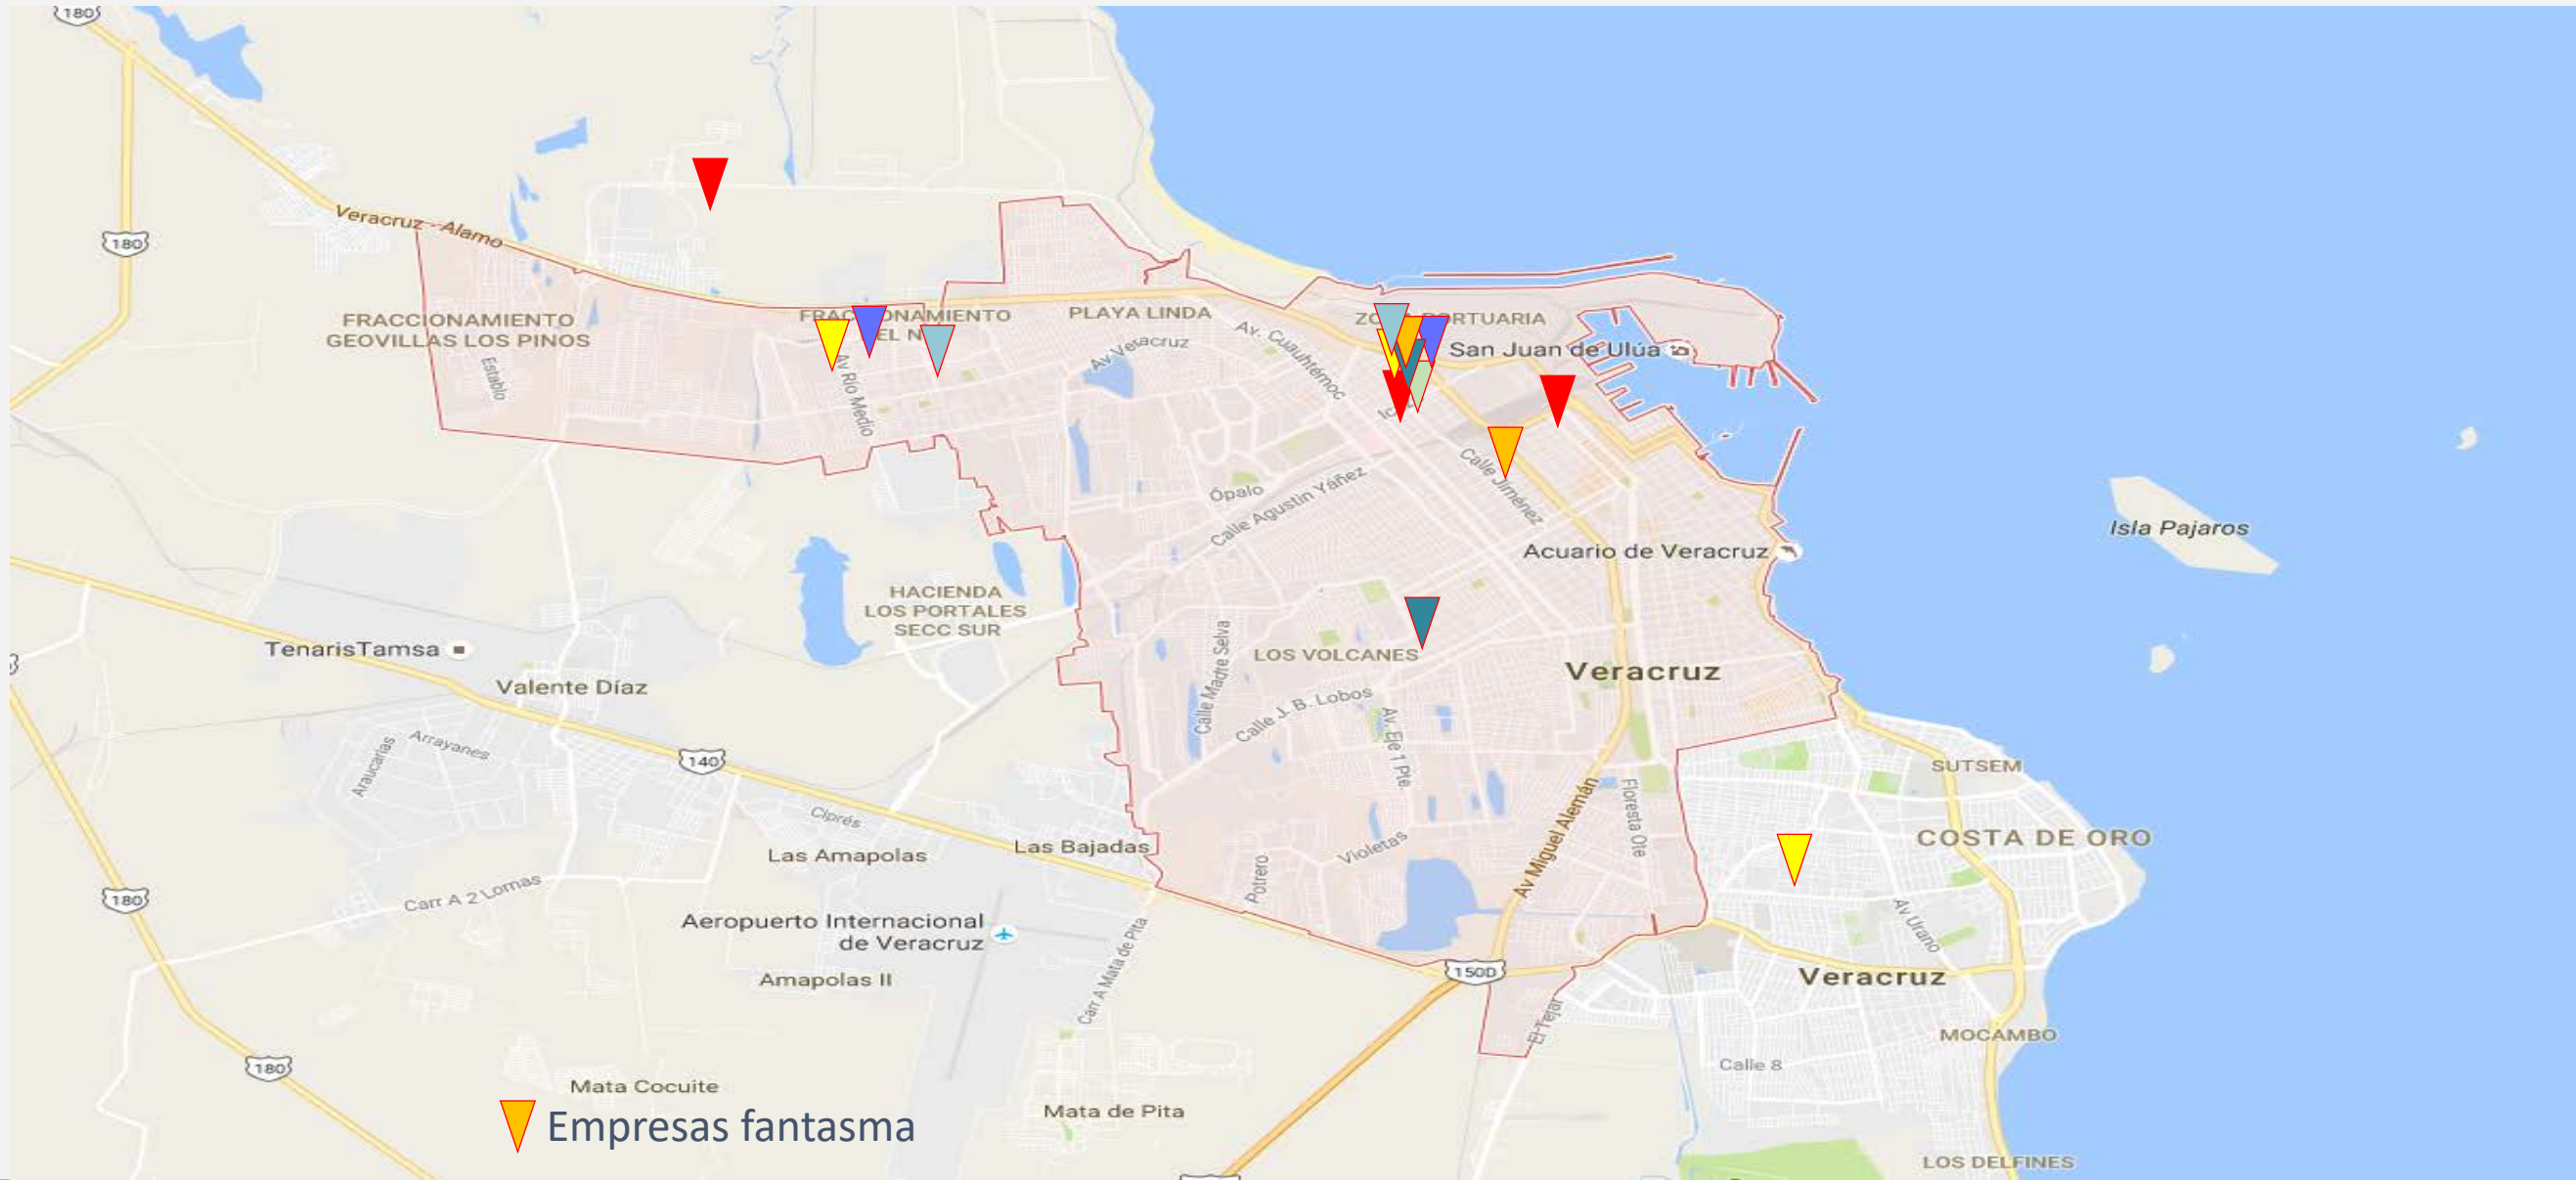 180
Veracruz - Alamo
180
FRACCIONAMIENTO
GEOVILLAS LOS PINOS
Establo
Av Río Medio
PLAYA LINDA
Av Veracruz
Av. Cuauhtémoc
San Juan de Ulúa
Calle Jiménez
Ópalo
Calle Agustin Yáñez
Acuario de Veracruz
Isla Pajaros
HACIENDA
LOS PORTALES
SECC SUR
TenarisTamsa
Valente Díaz
Calle Madre Selva
LOS VOLCANES
Veracruz
Calle J. B. Lobos
Av. Eje 1 Pte.
Araucarias
Arrayanes
140
SUTSEM
Ciprés
Las Amapolas
Las Bajadas
Violetas
Potrero
Av Miguel Alemán
Floresta Ote
COSTA DE ORO
180
Carr A 2 Lomas
Aeropuerto Internacional
de Veracruz
Amapolas II
Carr A Mata de Pita
150D
Av Urano
Veracruz
El Tejar
MOCAMBO
Calle 8
180
Mata Cocuite
Mata de Pita
Empresas fantasma
LOS DELFINES